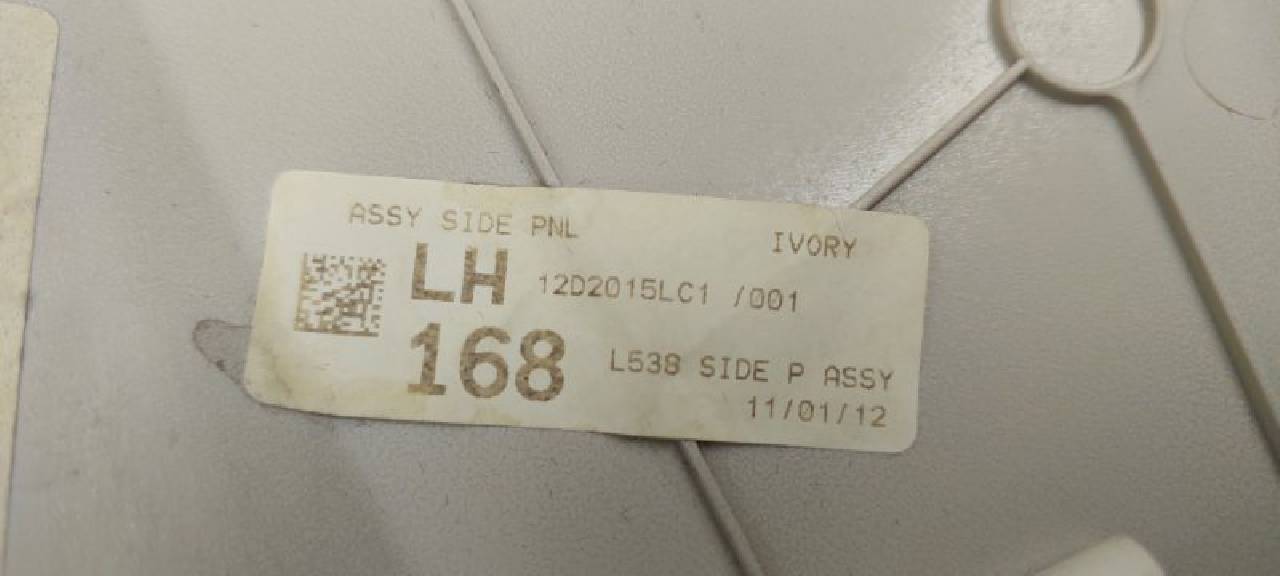 ASSY SIDE PNL IVORY
LH 12D2015LC1 /001
168 L538 SIDE P ASSY
11/01/12